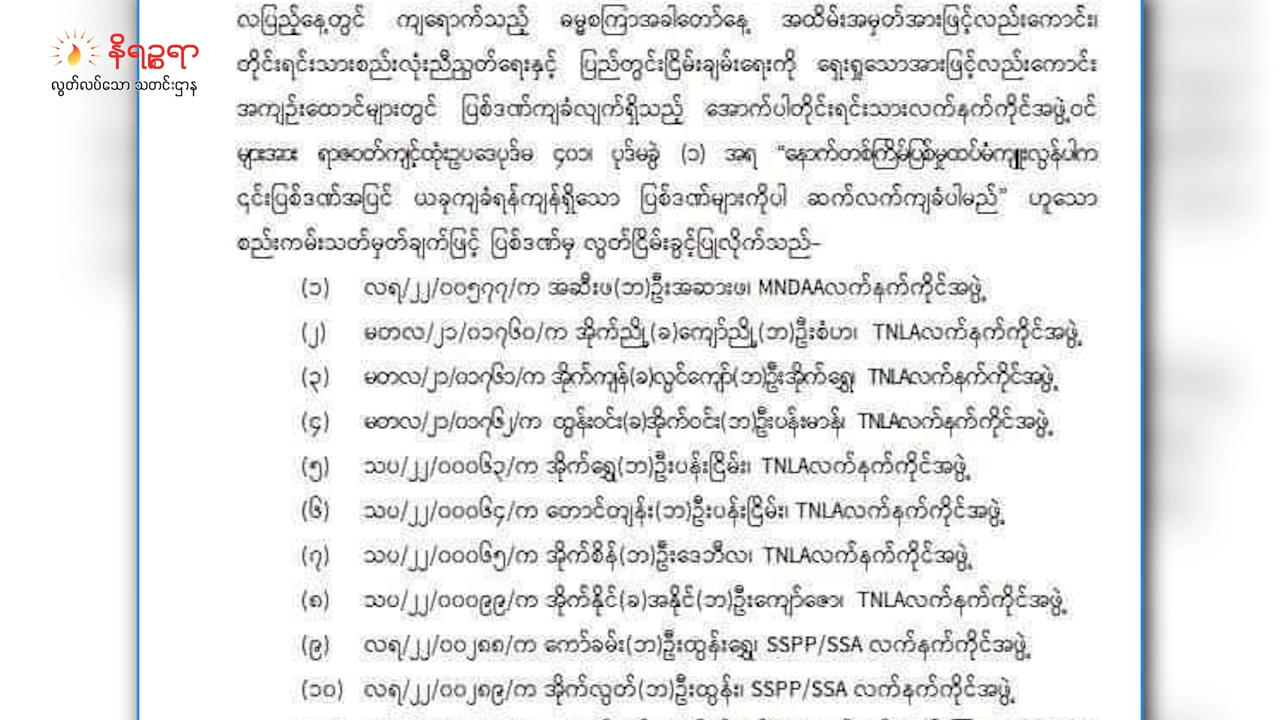 နိရဉ္စရာ
လွတ်လပ်သော သတင်းဌာန
လပြည့်နေ့တွင် ကျရောက်သည့် ဓမ္မစကြာအခါတော်နေ့ အထိမ်းအမှတ်အားဖြင့်လည်းကောင်း၊
တိုင်းရင်းသားစည်းလုံးညီညွတ်ရေးနှင့် ပြည်တွင်းငြိမ်းချမ်းရေးကို ရှေးရှုသောအားဖြင့်လည်းကောင်း
အကျဉ်းထောင်များတွင် ပြစ်ဒဏ်ကျခံလျက်ရှိသည့် အောက်ပါတိုင်းရင်းသားလက်နက်ကိုင်အဖွဲ့ဝင်
များအား ရာဇဝတ်ကျင့်ထုံးဥပဒေပုဒ်မ ၄၀၁၊ ပုဒ်မခွဲ (၁) အရ “နောက်တစ်ကြိမ်ပြစ်မှုထပ်မံကျူးလွန်ပါက
၎င်းပြစ်ဒဏ်အပြင် ယခုကျခံရန်ကျန်ရှိသော ပြစ်ဒဏ်များကိုပါ ဆက်လက်ကျခံပါမည်” ဟူသော
စည်းကမ်းသတ်မှတ်ချက်ဖြင့် ပြစ်ဒဏ်မှ လွတ်ငြိမ်းခွင့်ပြုလိုက်သည်–
(၁) လရ/၂၂/၀၀၅၇၇/က အဆီးဖ(ဘ)ဦးအဆားဖ၊ MNDAAလက်နက်ကိုင်အဖွဲ့
(၂) မတလ/၂၁/၀၁၇၆၀/က အိုက်ညို့(ခ)ကျော်ညို့(ဘ)ဦးစံဟ၊ TNLAလက်နက်ကိုင်အဖွဲ့
(၃) မတလ/၂၁/၀၁၇၆၁/က အိုက်ကျန်(ခ)လွင်ကျော်(ဘ)ဦးအိုက်ရွှေ၊ TNLAလက်နက်ကိုင်အဖွဲ့
(၄) မတလ/၂၁/၀၁၇၆၂/က ထွန်းဝင်း(ခ)အိုက်ဝင်း(ဘ)ဦးပန်းမာန်၊ TNLAလက်နက်ကိုင်အဖွဲ့
(၅) သပ/၂၂/၀၀၀၆၃/က အိုက်ရွှေ(ဘ)ဦးပန်းငြိမ်း၊ TNLAလက်နက်ကိုင်အဖွဲ့
(၆) သပ/၂၂/၀၀၀၆၄/က တောင်တျန်း(ဘ)ဦးပန်းငြိမ်း၊ TNLAလက်နက်ကိုင်အဖွဲ့
(၇) သပ/၂၂/၀၀၀၆၅/က အိုက်စိန်(ဘ)ဦးဒေဘီလ၊ TNLAလက်နက်ကိုင်အဖွဲ့
(၈) သပ/၂၂/၀၀၀၉၉/က အိုက်နိုင်(ခ)အနိုင်(ဘ)ဦးကျော်ဇော၊ TNLAလက်နက်ကိုင်အဖွဲ့
(၉) လရ/၂၂/၀၀၂၈၈/က ကော်ခမ်း(ဘ)ဦးထွန်းရွှေ၊ SSPP/SSA လက်နက်ကိုင်အဖွဲ့
(၁၀) လရ/၂၂/၀၀၂၈၉/က အိုက်လွတ်(ဘ)ဦးထွန်း၊ SSPP/SSA လက်နက်ကိုင်အဖွဲ့